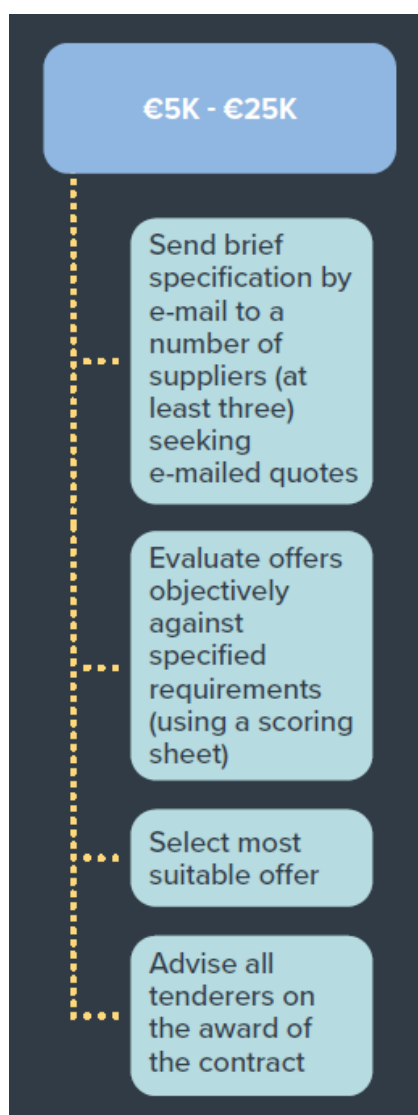 €5K - €25K
Send brief
specification by
e-mail to a
number of
suppliers (at
least three)
seeking
e-mailed quotes
Evaluate offers
objectively
against
specified
requirements
(using a scoring
sheet)
Select most
suitable offer
Advise all
tenderers on
the award of
the contract